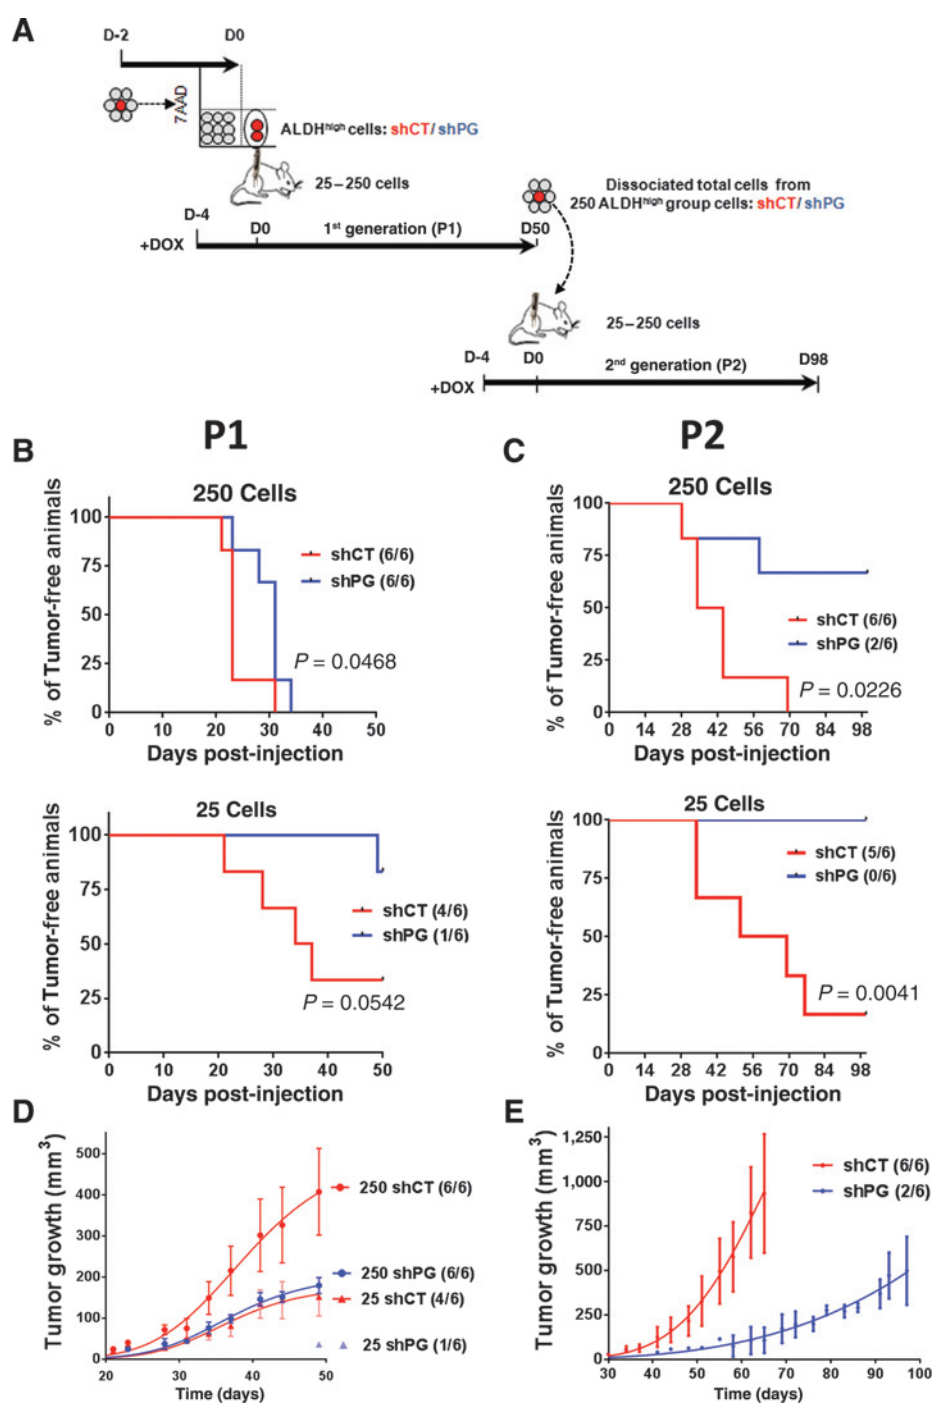 A
D-2 D0
7AAD
ALDHhigh cells: shCT/shPG
25–250 cells
D-4 D0 1st generation (P1) D50
+DOX
Dissociated total cells from
250 ALDHhigh group cells: shCT/shPG
25–250 cells
D-4 D0 2nd generation (P2) D98
+DOX
B P1
250 Cells
% of Tumor-free animals
100
75
50
25
0
shCT (6/6)
shPG (6/6)
P = 0.0468
0 10 20 30 40 50
Days post-injection
25 Cells
% of Tumor-free animals
100
75
50
25
0
shCT (4/6)
shPG (1/6)
P = 0.0542
0 10 20 30 40 50
Days post-injection
C P2
250 Cells
% of Tumor-free animals
100
75
50
25
0
shCT (6/6)
shPG (2/6)
P = 0.0226
0 14 28 42 56 70 84 98
Days post-injection
25 Cells
% of Tumor-free animals
100
75
50
25
0
shCT (5/6)
shPG (0/6)
P = 0.0041
0 14 28 42 56 70 84 98
Days post-injection
D
Tumor growth (mm3)
500
400
300
200
100
0
250 shCT (6/6)
250 shPG (6/6)
25 shCT (4/6)
25 shPG (1/6)
20 30 40 50
Time (days)
E
Tumor growth (mm3)
1,250
1,000
750
500
250
0
shCT (6/6)
shPG (2/6)
30 40 50 60 70 80 90 100
Time (days)